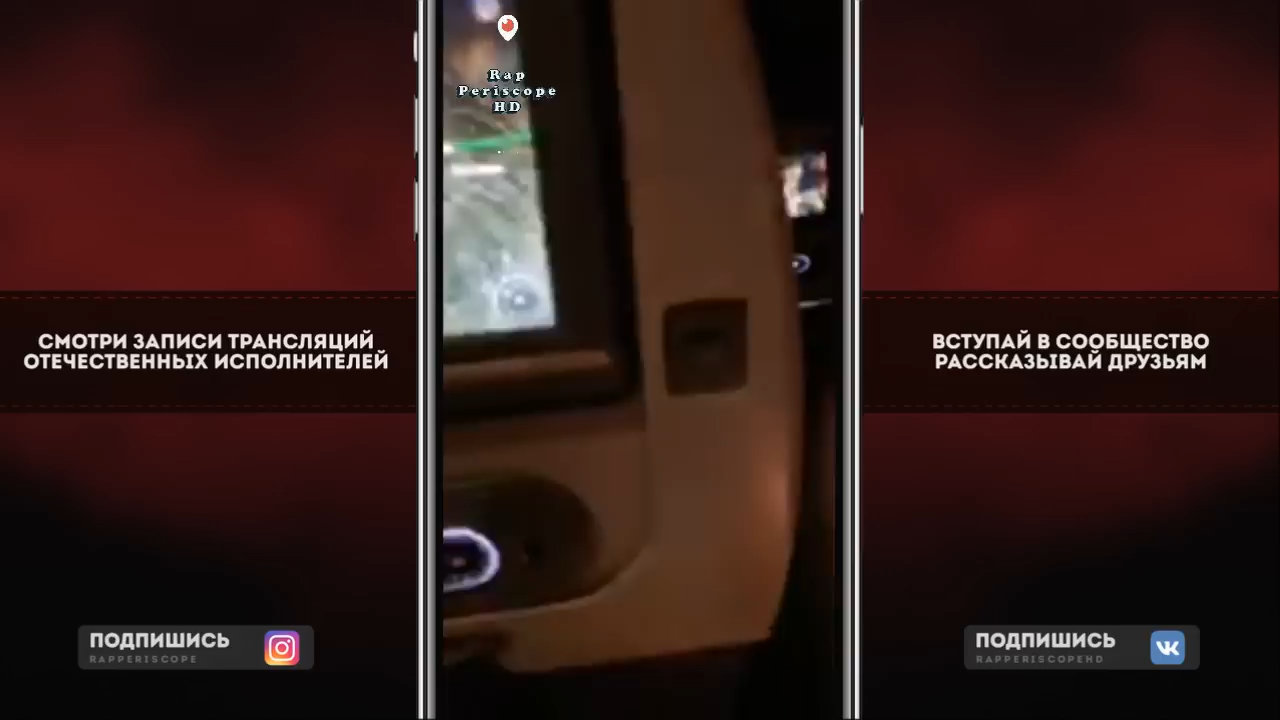 Rap
Periscope
HD
СМОТРИ ЗАПИСИ ТРАНСЛЯЦИЙ
ОТЕЧЕСТВЕННЫХ ИСПОЛНИТЕЛЕЙ
ВСТУПАЙ В СООБЩЕСТВО
РАССКАЗЫВАЙ ДРУЗЬЯМ
ПОДПИШИСЬ
RAPPERISCOPE
ПОДПИШИСЬ
RAPPERISCOPEHD